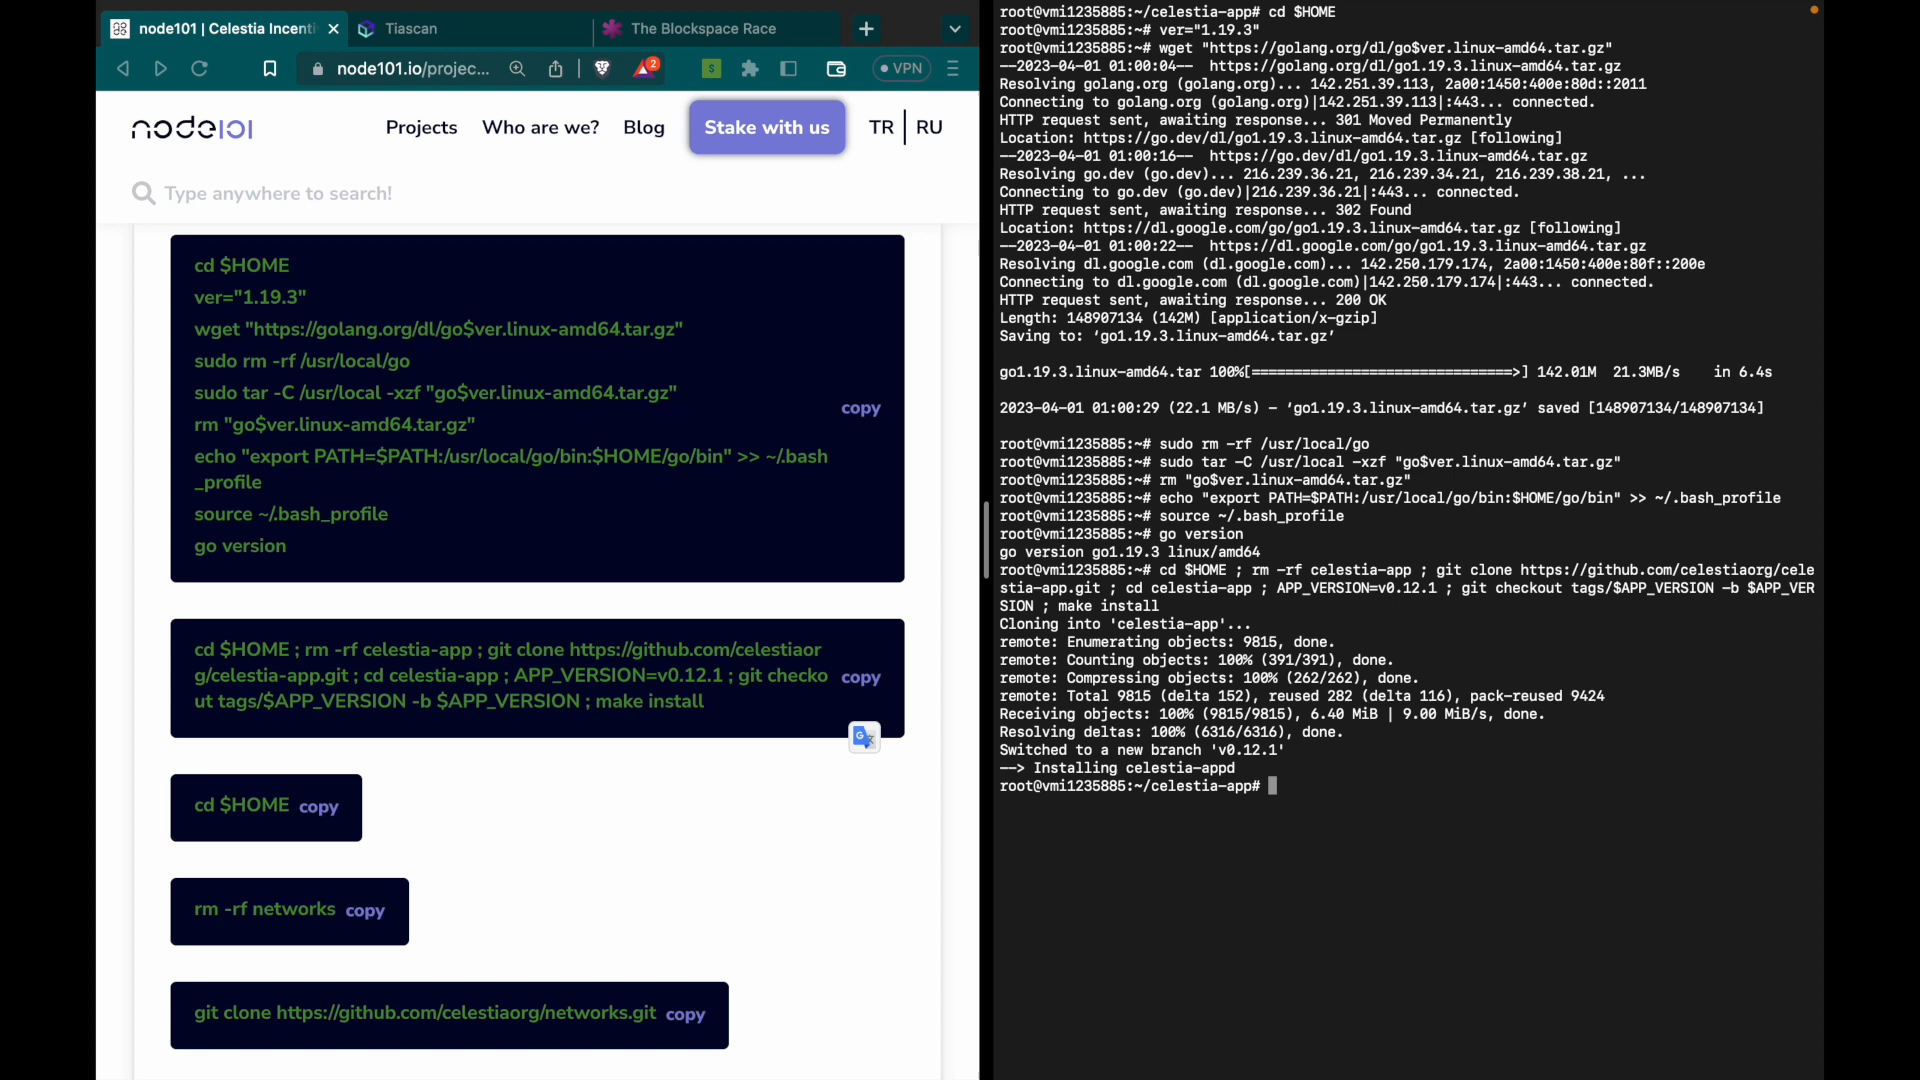 node101 | Celestia Incenti
Tiascan
The Blockspace Race
node101.io/projec...
2
VPN
node101
Projects
Who are we?
Blog
Stake with us
TR
RU
Type anywhere to search!
cd $HOME
ver="1.19.3"
wget "https://golang.org/dl/go$ver.linux-amd64.tar.gz"
sudo rm -rf /usr/local/go
sudo tar -C /usr/local -xzf "go$ver.linux-amd64.tar.gz"
rm "go$ver.linux-amd64.tar.gz"
echo "export PATH=$PATH:/usr/local/go/bin:$HOME/go/bin" >> ~/.bash
_profile
source ~/.bash_profile
go version
copy
cd $HOME ; rm -rf celestia-app ; git clone https://github.com/celestiaor
g/celestia-app.git ; cd celestia-app ; APP_VERSION=v0.12.1 ; git checko
ut tags/$APP_VERSION -b $APP_VERSION ; make install
copy
cd $HOME copy
rm -rf networks copy
git clone https://github.com/celestiaorg/networks.git copy
root@vmi1235885:~/celestia-app# cd $HOME
root@vmi1235885:~# ver="1.19.3"
root@vmi1235885:~# wget "https://golang.org/dl/go$ver.linux-amd64.tar.gz"
--2023-04-01 01:00:04--  https://golang.org/dl/go1.19.3.linux-amd64.tar.gz
Resolving golang.org (golang.org)... 142.251.39.113, 2a00:1450:400e:80d::2011
Connecting to golang.org (golang.org)|142.251.39.113|:443... connected.
HTTP request sent, awaiting response... 301 Moved Permanently
Location: https://go.dev/dl/go1.19.3.linux-amd64.tar.gz [following]
--2023-04-01 01:00:16--  https://go.dev/dl/go1.19.3.linux-amd64.tar.gz
Resolving go.dev (go.dev)... 216.239.36.21, 216.239.34.21, 216.239.38.21, ...
Connecting to go.dev (go.dev)|216.239.36.21|:443... connected.
HTTP request sent, awaiting response... 302 Found
Location: https://dl.google.com/go/go1.19.3.linux-amd64.tar.gz [following]
--2023-04-01 01:00:22--  https://dl.google.com/go/go1.19.3.linux-amd64.tar.gz
Resolving dl.google.com (dl.google.com)... 142.250.179.174, 2a00:1450:400e:80f::200e
Connecting to dl.google.com (dl.google.com)|142.250.179.174|:443... connected.
HTTP request sent, awaiting response... 200 OK
Length: 148907134 (142M) [application/x-gzip]
Saving to: ‘go1.19.3.linux-amd64.tar.gz’
go1.19.3.linux-amd64.tar 100%[===============================>] 142.01M  21.3MB/s    in 6.4s
2023-04-01 01:00:29 (22.1 MB/s) - ‘go1.19.3.linux-amd64.tar.gz’ saved [148907134/148907134]
root@vmi1235885:~# sudo rm -rf /usr/local/go
root@vmi1235885:~# sudo tar -C /usr/local -xzf "go$ver.linux-amd64.tar.gz"
root@vmi1235885:~# rm "go$ver.linux-amd64.tar.gz"
root@vmi1235885:~# echo "export PATH=$PATH:/usr/local/go/bin:$HOME/go/bin" >> ~/.bash_profile
root@vmi1235885:~# source ~/.bash_profile
root@vmi1235885:~# go version
go version go1.19.3 linux/amd64
root@vmi1235885:~# cd $HOME ; rm -rf celestia-app ; git clone https://github.com/celestiaorg/cele
stia-app.git ; cd celestia-app ; APP_VERSION=v0.12.1 ; git checkout tags/$APP_VERSION -b $APP_VER
SION ; make install
Cloning into 'celestia-app'...
remote: Enumerating objects: 9815, done.
remote: Counting objects: 100% (391/391), done.
remote: Compressing objects: 100% (262/262), done.
remote: Total 9815 (delta 152), reused 282 (delta 116), pack-reused 9424
Receiving objects: 100% (9815/9815), 6.40 MiB | 9.00 MiB/s, done.
Resolving deltas: 100% (6316/6316), done.
Switched to a new branch 'v0.12.1'
--> Installing celestia-appd
root@vmi1235885:~/celestia-app#